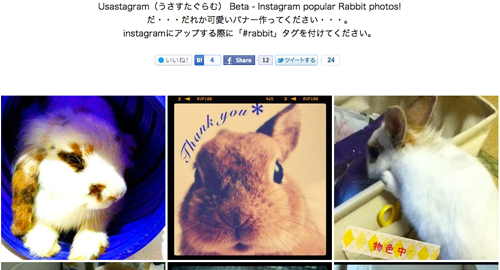 Usastagram（うさすたぐらむ） Beta - Instagram popular Rabbit photos!
だ・・・だれか可愛いバナー作ってください・・・。
instagramにアップする際に「#rabbit」タグを付けてください。
いいね! B! 4 Share 12 ツイートする 24
Thank you*
物色中